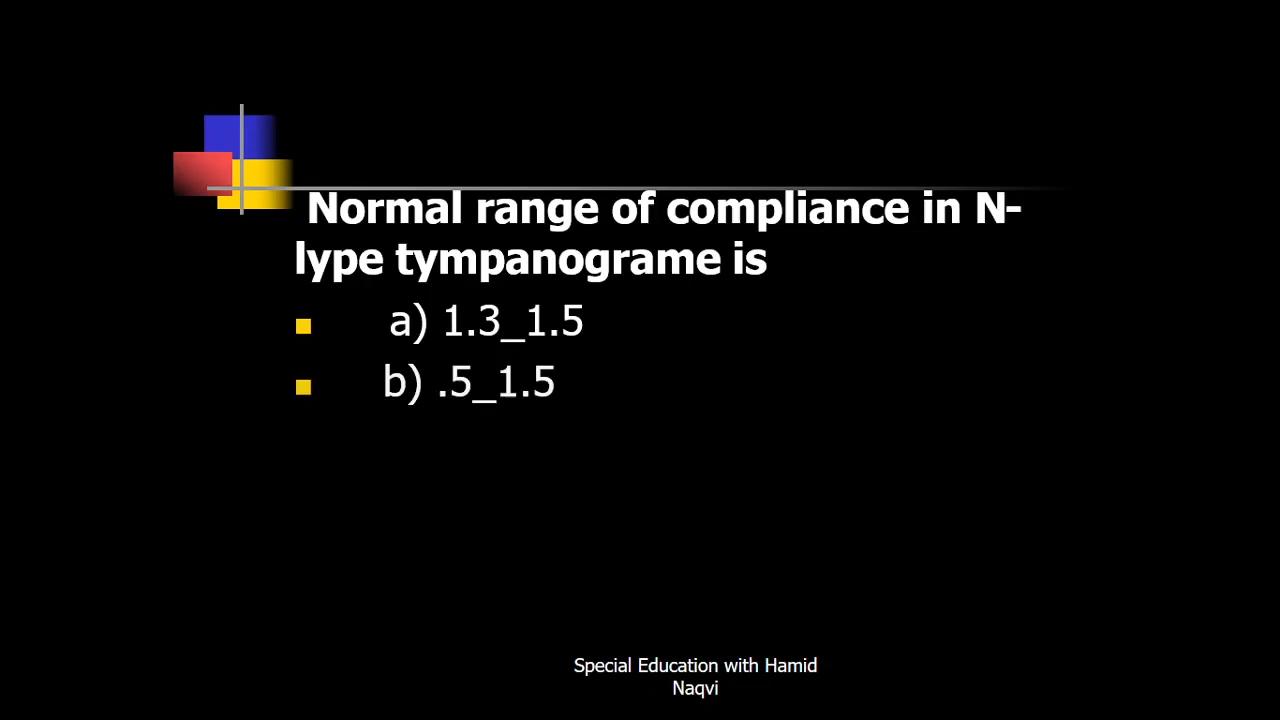 Normal range of compliance in N-
lype tympanograme is
a) 1.3_1.5
b) .5_1.5
Special Education with Hamid
Naqvi